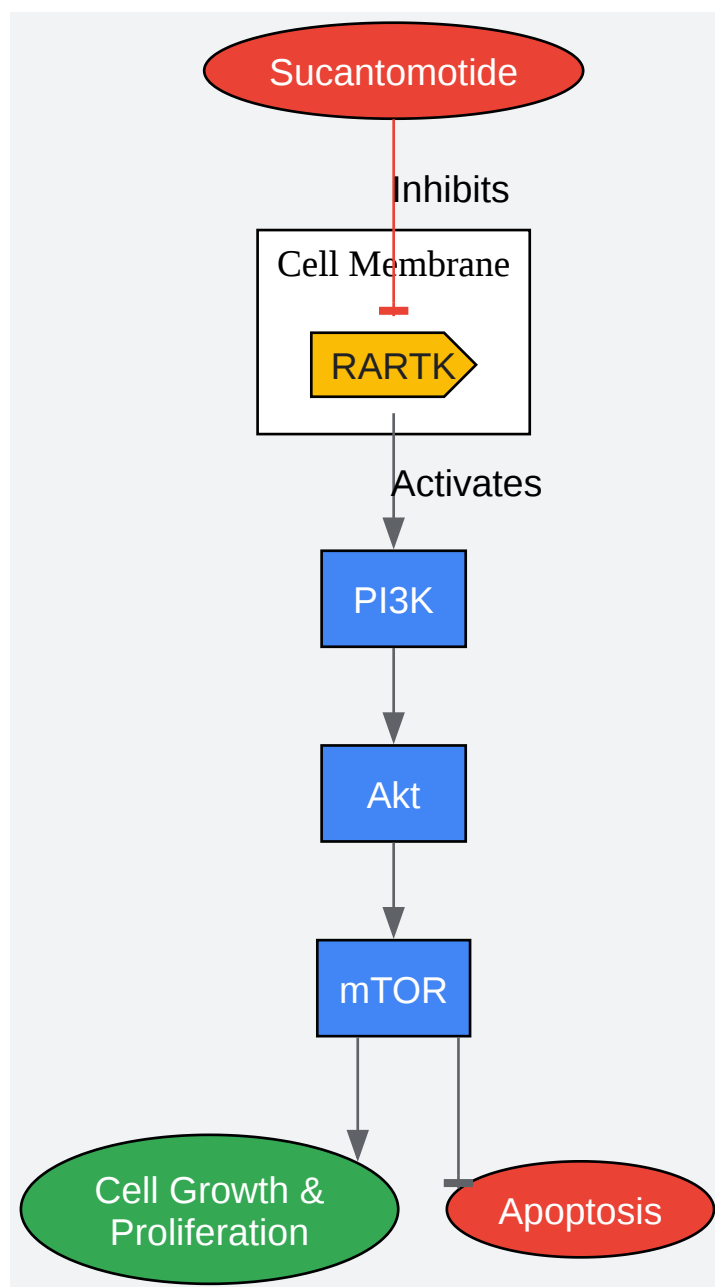 Sucantomotide
Inhibits
Cell Membrane
RARTK
Activates
PI3K
Akt
mTOR
Cell Growth &
Proliferation
Apoptosis